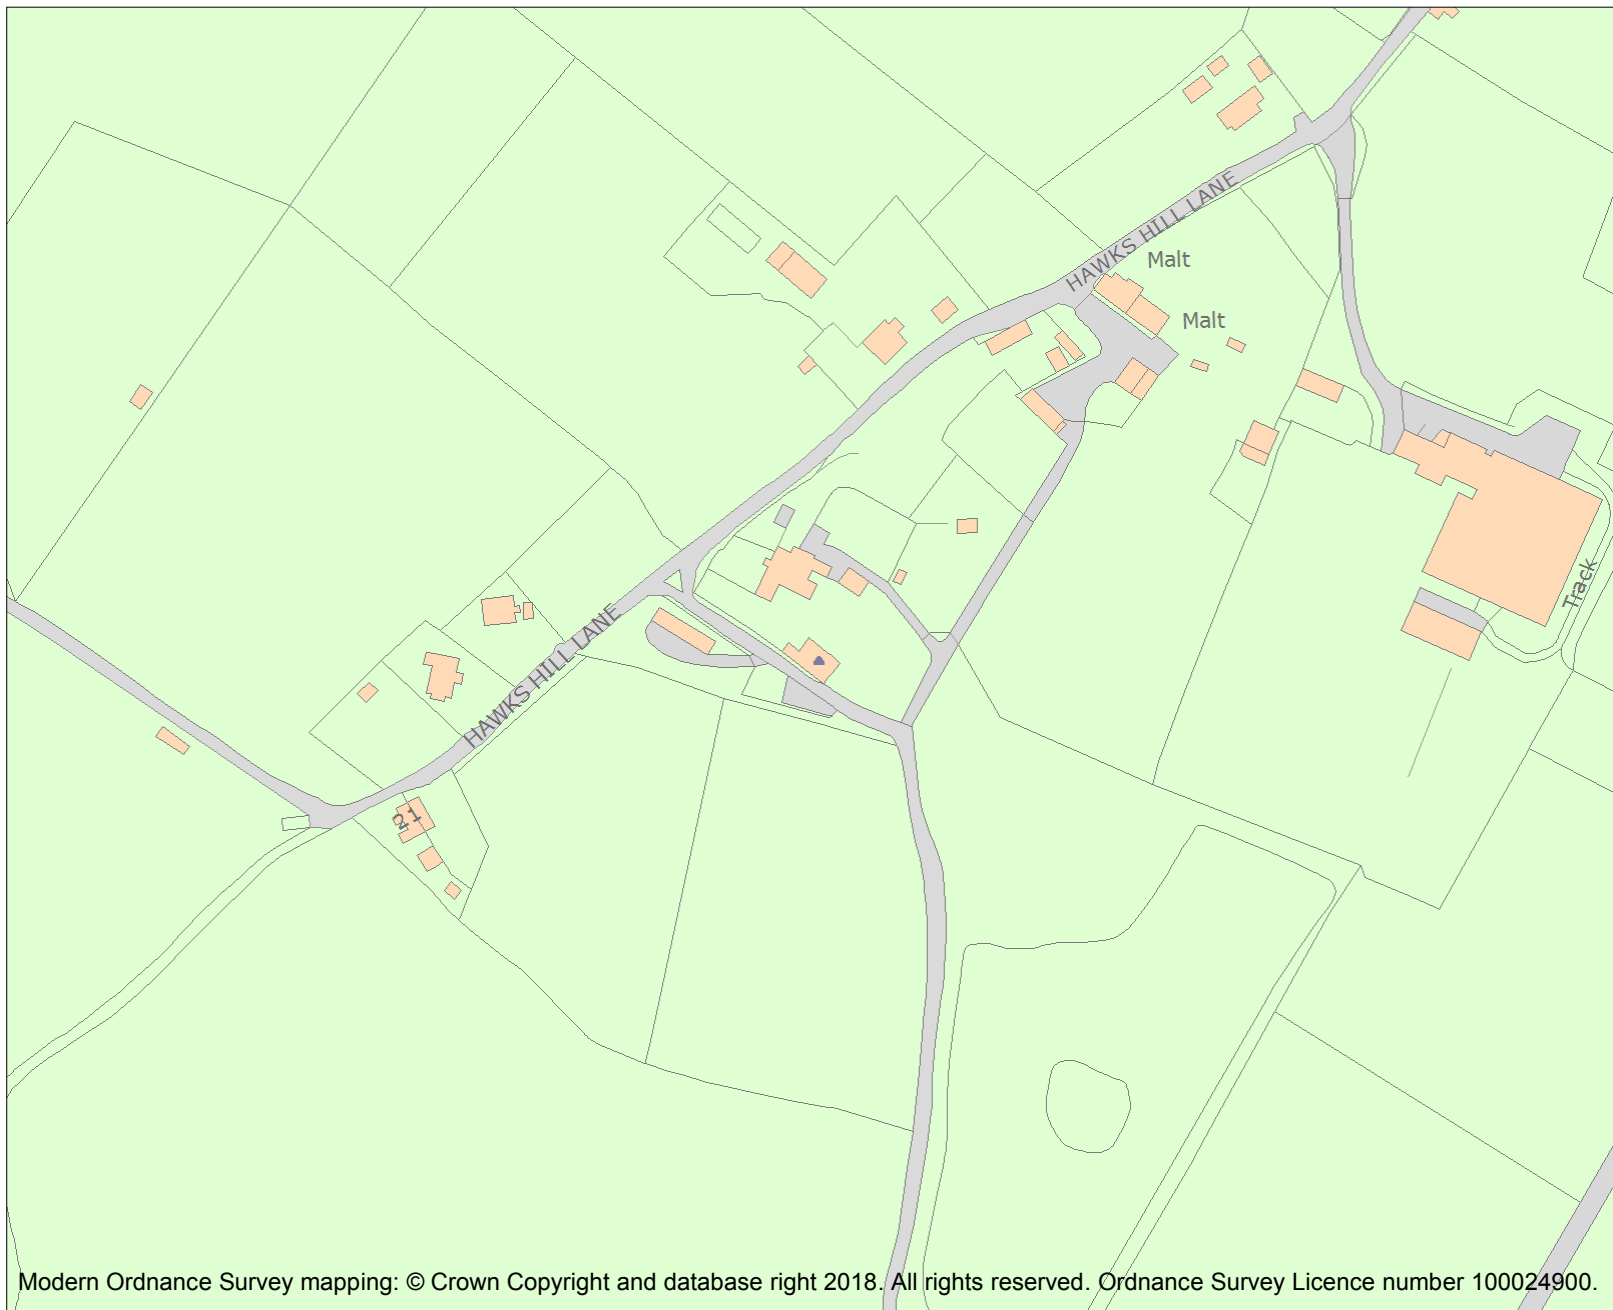 HAWKS HILL LANE
Malt
Malt
Track
HAWKS HILL LANE
21
Modern Ordnance Survey mapping: © Crown Copyright and database right 2018. All rights reserved. Ordnance Survey Licence number 100024900.